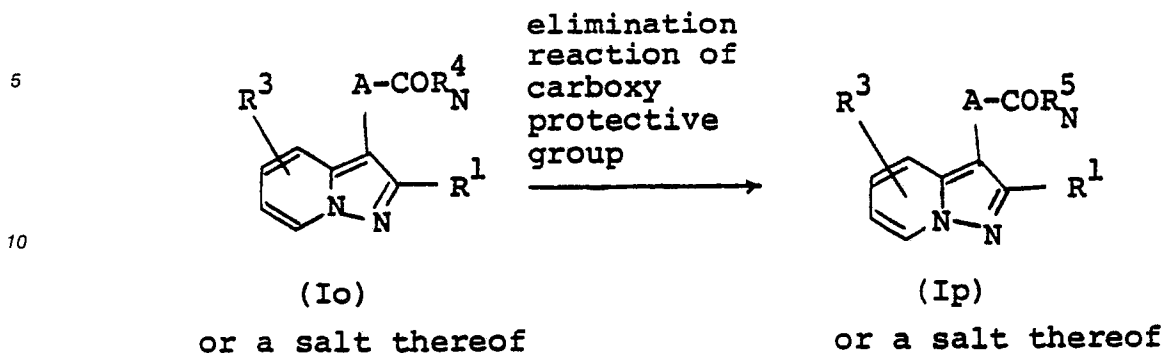 elimination
reaction of
carboxy
protective
group
5
R³ A-COR⁴N
R³ A-COR⁵N
R¹
R¹
N N
N N
10
(Io) (Ip)
or a salt thereof or a salt thereof